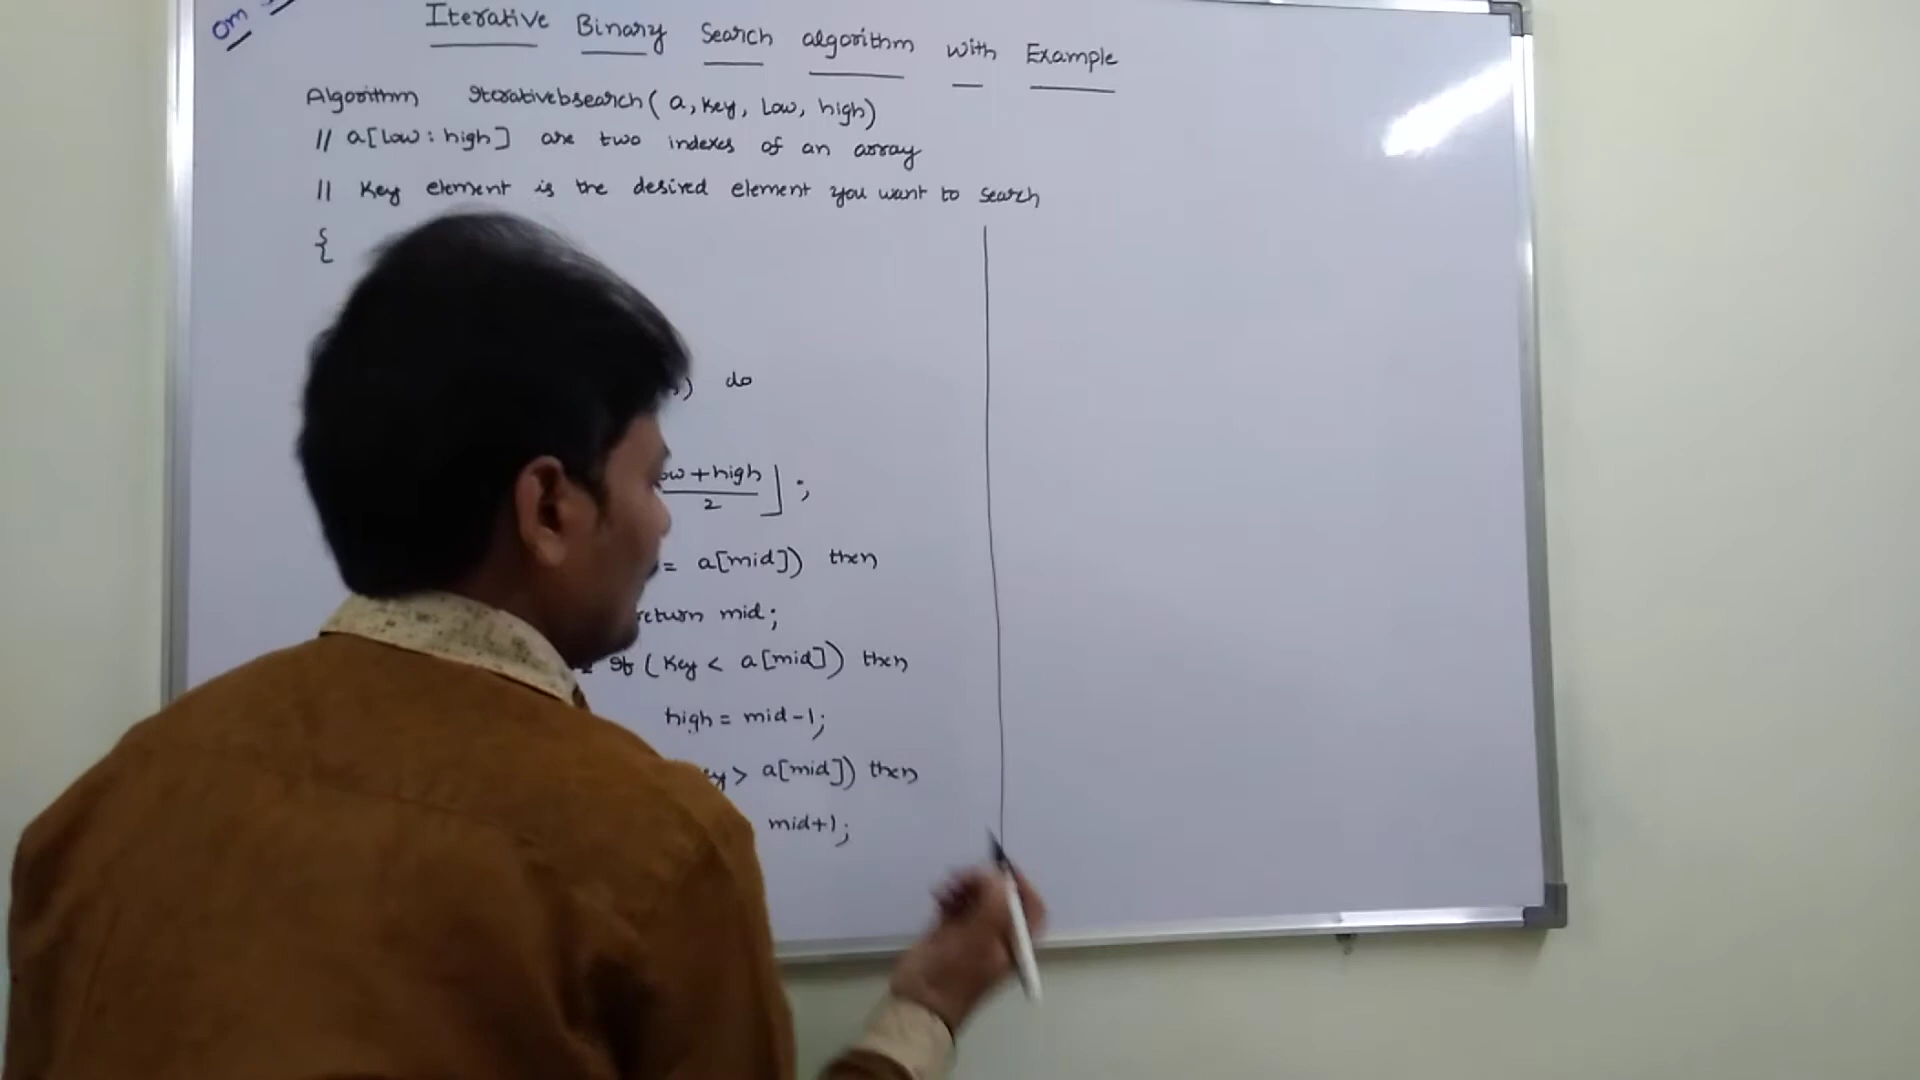 om
Iterative Binary Search algorithm with Example
Algorithm Iterativebsearch( a, key, low, high)
// a[low : high] are two indexes of an array
// Key element is the desired element you want to search
{
) do
ow + high
2
⌋ ;
= a[mid]) then
return mid;
If ( Key < a[mid]) then
high = mid-1;
y > a[mid]) then
mid+1;